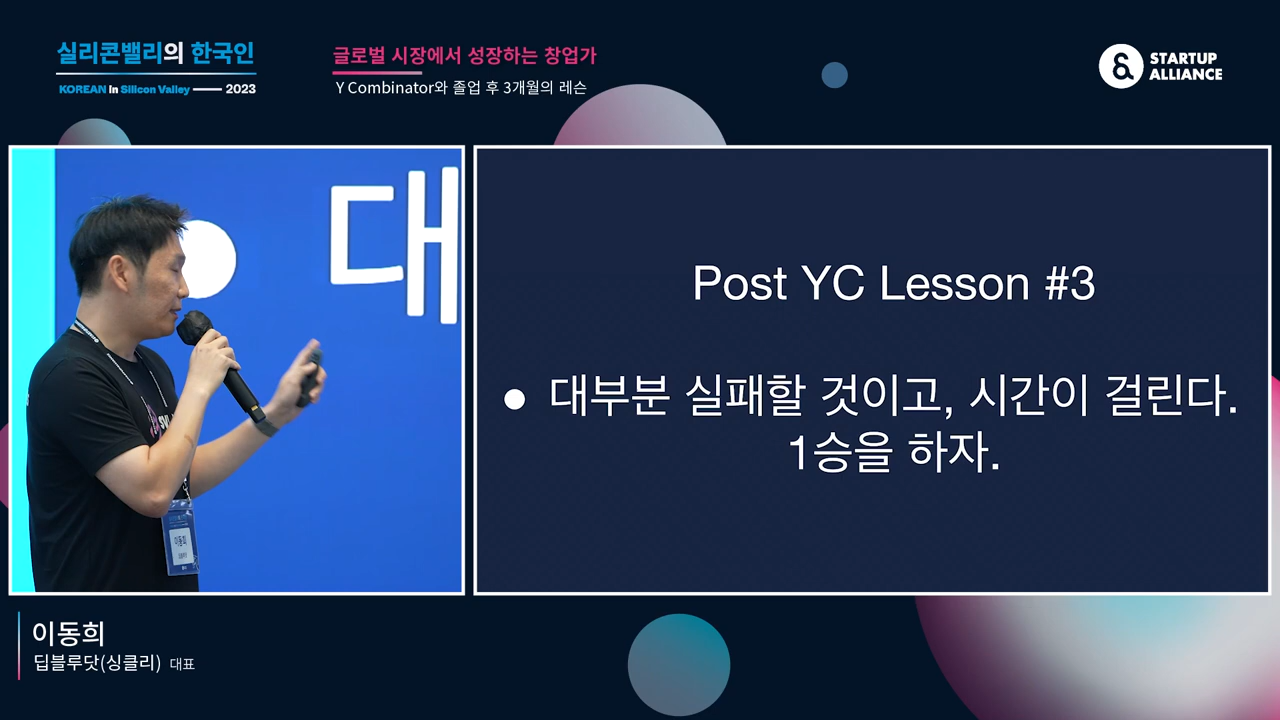 실리콘밸리의 한국인
KOREAN In Silicon Valley 2023
글로벌 시장에서 성장하는 창업가
Y Combinator와 졸업 후 3개월의 레슨
STARTUP
ALLIANCE
대
Post YC Lesson #3
● 대부분 실패할 것이고, 시간이 걸린다.
1승을 하자.
이동희
이동희
딥블루닷(싱클리) 대표